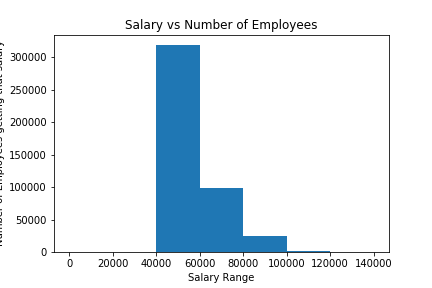 Salary vs Number of Employees
Number of Employees getting that salary
300000
250000
200000
150000
100000
50000
0
0 20000 40000 60000 80000 100000 120000 140000
Salary Range